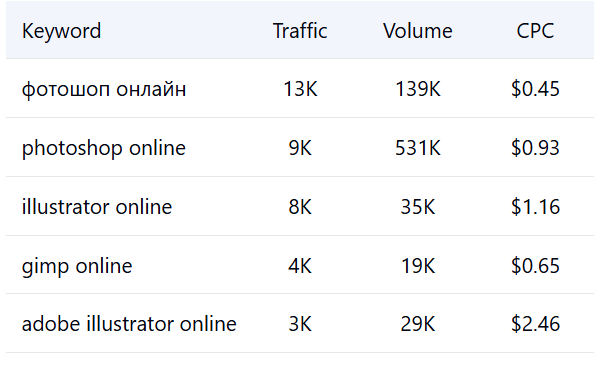 Keyword Traffic Volume CPC
фотошоп онлайн 13K 139K $0.45
photoshop online 9K 531K $0.93
illustrator online 8K 35K $1.16
gimp online 4K 19K $0.65
adobe illustrator online 3K 29K $2.46